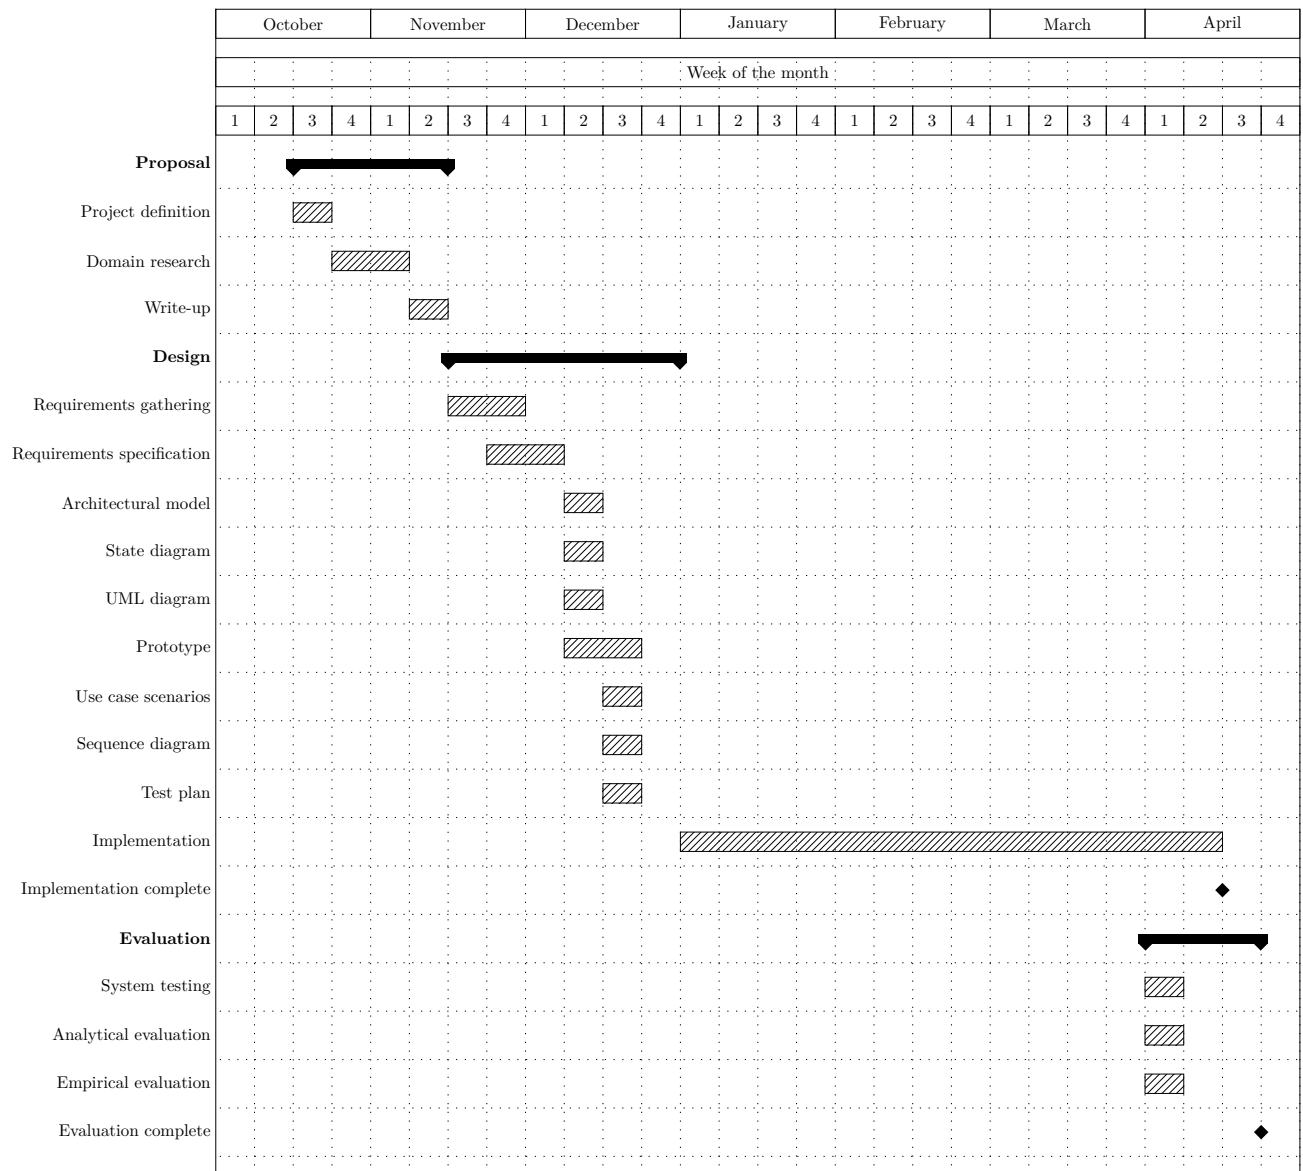 October November December January February March April
Week of the month
1 2 3 4 1 2 3 4 1 2 3 4 1 2 3 4 1 2 3 4 1 2 3 4 1 2 3 4
Proposal
Project definition
Domain research
Write-up
Design
Requirements gathering
Requirements specification
Architectural model
State diagram
UML diagram
Prototype
Use case scenarios
Sequence diagram
Test plan
Implementation
Implementation complete
Evaluation
System testing
Analytical evaluation
Empirical evaluation
Evaluation complete